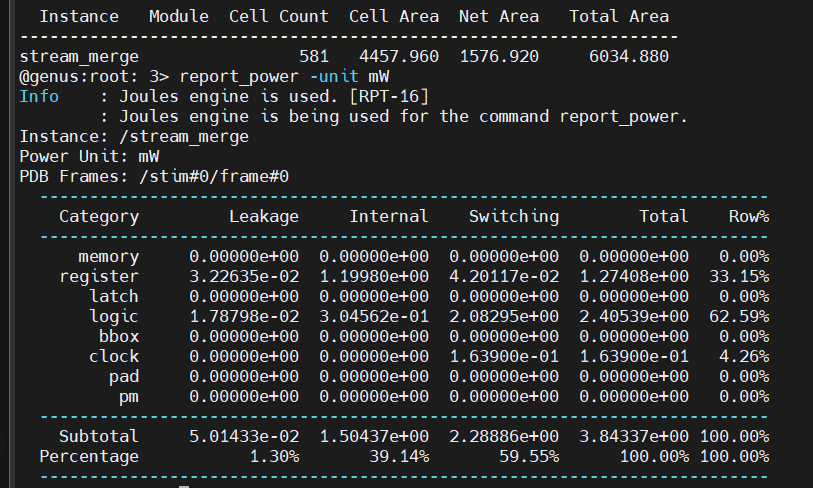 Instance   Module  Cell Count  Cell Area  Net Area   Total Area
------------------------------------------------------------------
stream_merge                581   4457.960  1576.920     6034.880
@genus:root: 3> report_power -unit mW
Info    : Joules engine is used. [RPT-16]
        : Joules engine is being used for the command report_power.
Instance: /stream_merge
Power Unit: mW
PDB Frames: /stim#0/frame#0
-------------------------------------------------------------------------
Category         Leakage     Internal    Switching        Total    Row%
-------------------------------------------------------------------------
memory     0.00000e+00  0.00000e+00  0.00000e+00  0.00000e+00   0.00%
register     3.22635e-02  1.19980e+00  4.20117e-02  1.27408e+00  33.15%
latch     0.00000e+00  0.00000e+00  0.00000e+00  0.00000e+00   0.00%
logic     1.78798e-02  3.04562e-01  2.08295e+00  2.40539e+00  62.59%
bbox     0.00000e+00  0.00000e+00  0.00000e+00  0.00000e+00   0.00%
clock     0.00000e+00  0.00000e+00  1.63900e-01  1.63900e-01   4.26%
pad     0.00000e+00  0.00000e+00  0.00000e+00  0.00000e+00   0.00%
pm     0.00000e+00  0.00000e+00  0.00000e+00  0.00000e+00   0.00%
-------------------------------------------------------------------------
Subtotal     5.01433e-02  1.50437e+00  2.28886e+00  3.84337e+00 100.00%
Percentage           1.30%       39.14%       59.55%      100.00% 100.00%
-------------------------------------------------------------------------